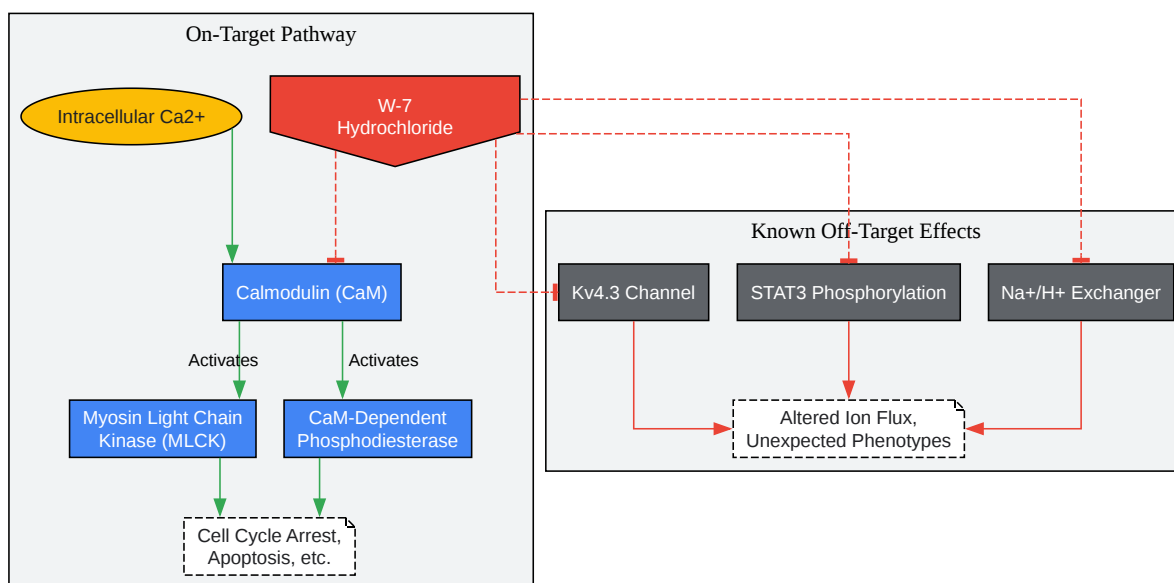 On-Target Pathway
Intracellular Ca2+
W-7
Hydrochloride
Calmodulin (CaM)
Activates
Activates
Myosin Light Chain
Kinase (MLCK)
CaM-Dependent
Phosphodiesterase
Cell Cycle Arrest,
Apoptosis, etc.
Known Off-Target Effects
Kv4.3 Channel
STAT3 Phosphorylation
Na+/H+ Exchanger
Altered Ion Flux,
Unexpected Phenotypes